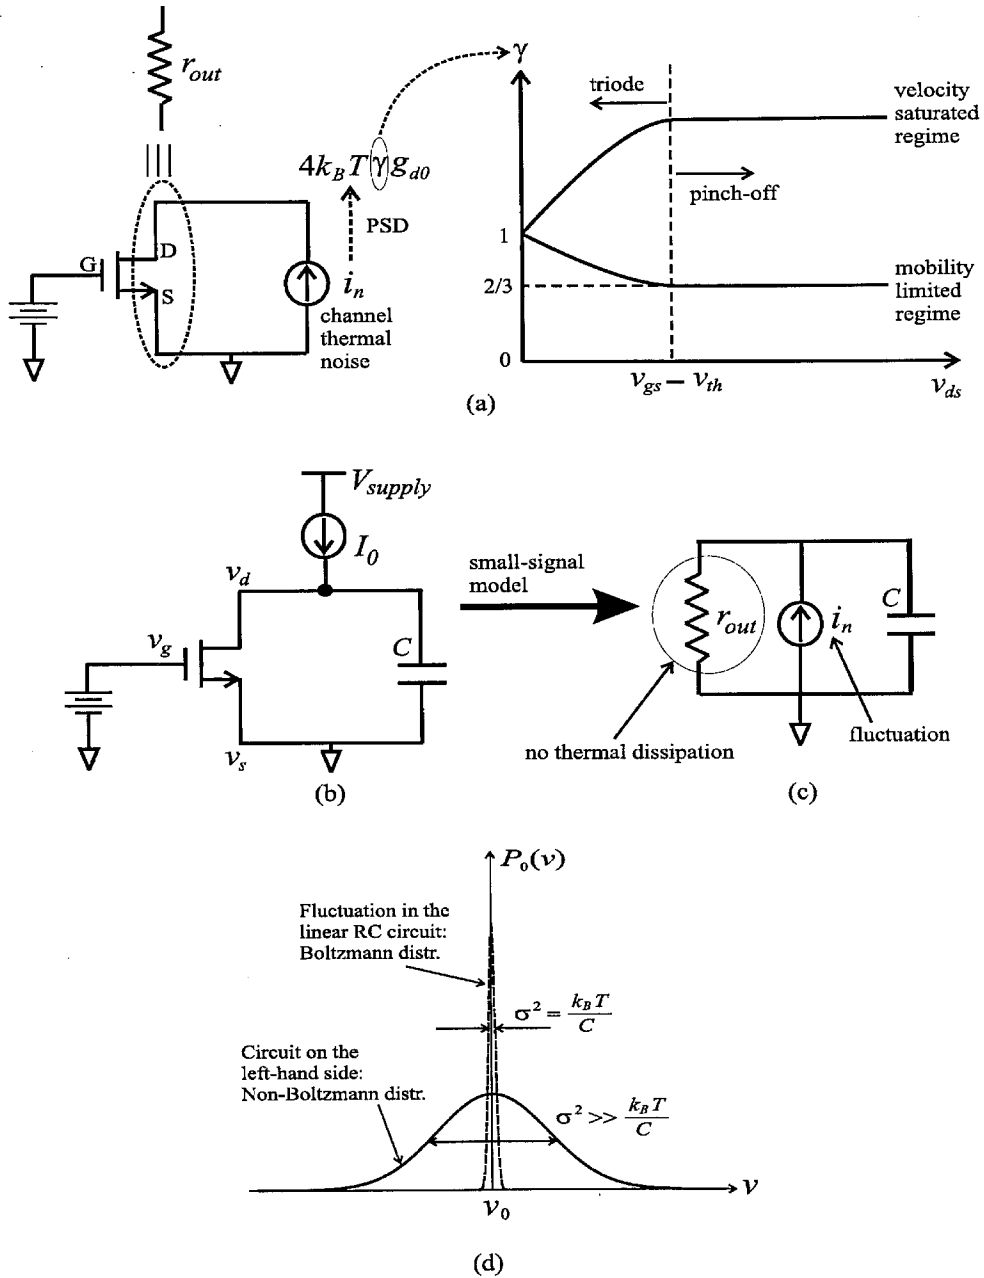 r_out
γ
triode
velocity
saturated
regime
4k_B T γ g_d0
pinch-off
PSD
D
G
S
i_n
channel
thermal
noise
1
2/3
mobility
limited
regime
0
v_gs – v_th
v_ds
(a)
V_supply
I_0
v_d
small-signal
model
v_g
C
r_out
i_n
C
v_s
no thermal dissipation
fluctuation
(b)
(c)
P_0(v)
Fluctuation in the
linear RC circuit:
Boltzmann distr.
σ² = k_B T / C
Circuit on the
left-hand side:
Non-Boltzmann distr.
σ² >> k_B T / C
v
v_0
(d)